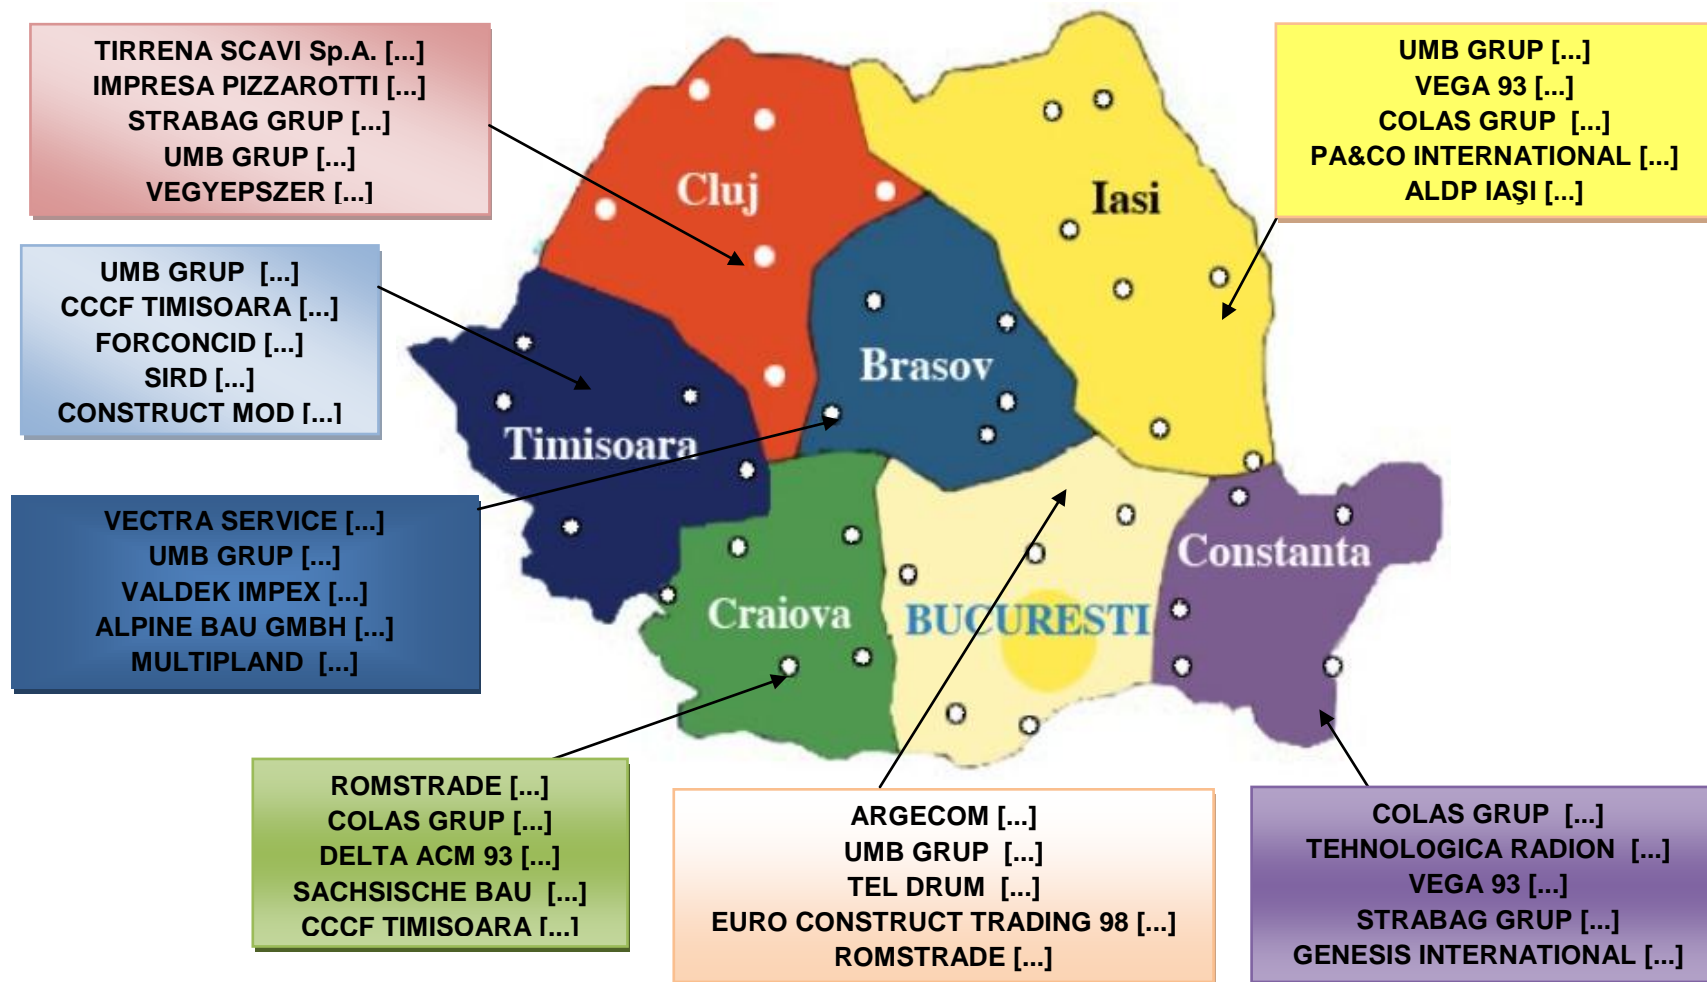 TIRRENA SCAVI Sp.A. [...]
IMPRESA PIZZAROTTI [...]
STRABAG GRUP [...]
UMB GRUP [...]
VEGYEPSZER [...]
UMB GRUP [...]
VEGA 93 [...]
COLAS GRUP [...]
PA&CO INTERNATIONAL [...]
ALDP IAŞI [...]
UMB GRUP [...]
CCCF TIMISOARA [...]
FORCONCID [...]
SIRD [...]
CONSTRUCT MOD [...]
Cluj
Iasi
Brasov
Timisoara
Craiova
BUCURESTI
Constanta
VECTRA SERVICE [...]
UMB GRUP [...]
VALDEK IMPEX [...]
ALPINE BAU GMBH [...]
MULTIPLAND [...]
ROMSTRADE [...]
COLAS GRUP [...]
DELTA ACM 93 [...]
SACHSISCHE BAU [...]
CCCF TIMISOARA [...]
ARGECOM [...]
UMB GRUP [...]
TEL DRUM [...]
EURO CONSTRUCT TRADING 98 [...]
ROMSTRADE [...]
COLAS GRUP [...]
TEHNOLOGICA RADION [...]
VEGA 93 [...]
STRABAG GRUP [...]
GENESIS INTERNATIONAL [...]